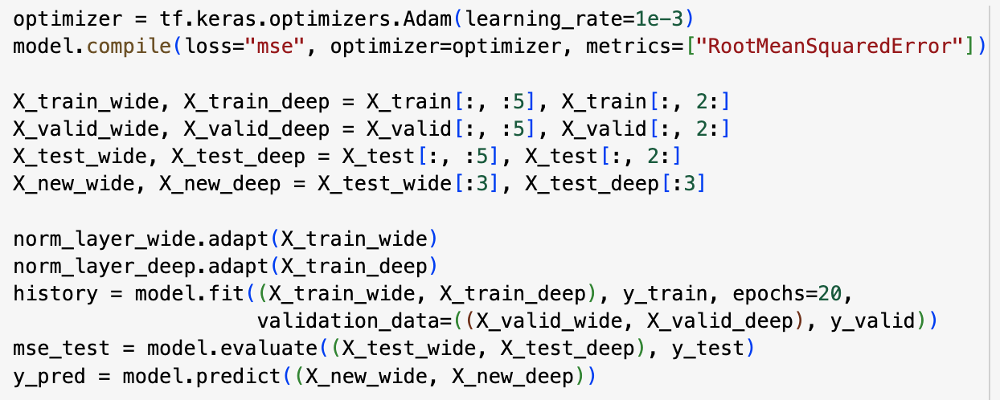 optimizer = tf.keras.optimizers.Adam(learning_rate=1e-3)
model.compile(loss="mse", optimizer=optimizer, metrics=["RootMeanSquaredError"])
X_train_wide, X_train_deep = X_train[:, :5], X_train[:, 2:]
X_valid_wide, X_valid_deep = X_valid[:, :5], X_valid[:, 2:]
X_test_wide, X_test_deep = X_test[:, :5], X_test[:, 2:]
X_new_wide, X_new_deep = X_test_wide[:3], X_test_deep[:3]
norm_layer_wide.adapt(X_train_wide)
norm_layer_deep.adapt(X_train_deep)
history = model.fit((X_train_wide, X_train_deep), y_train, epochs=20,
                    validation_data=((X_valid_wide, X_valid_deep), y_valid))
mse_test = model.evaluate((X_test_wide, X_test_deep), y_test)
y_pred = model.predict((X_new_wide, X_new_deep))